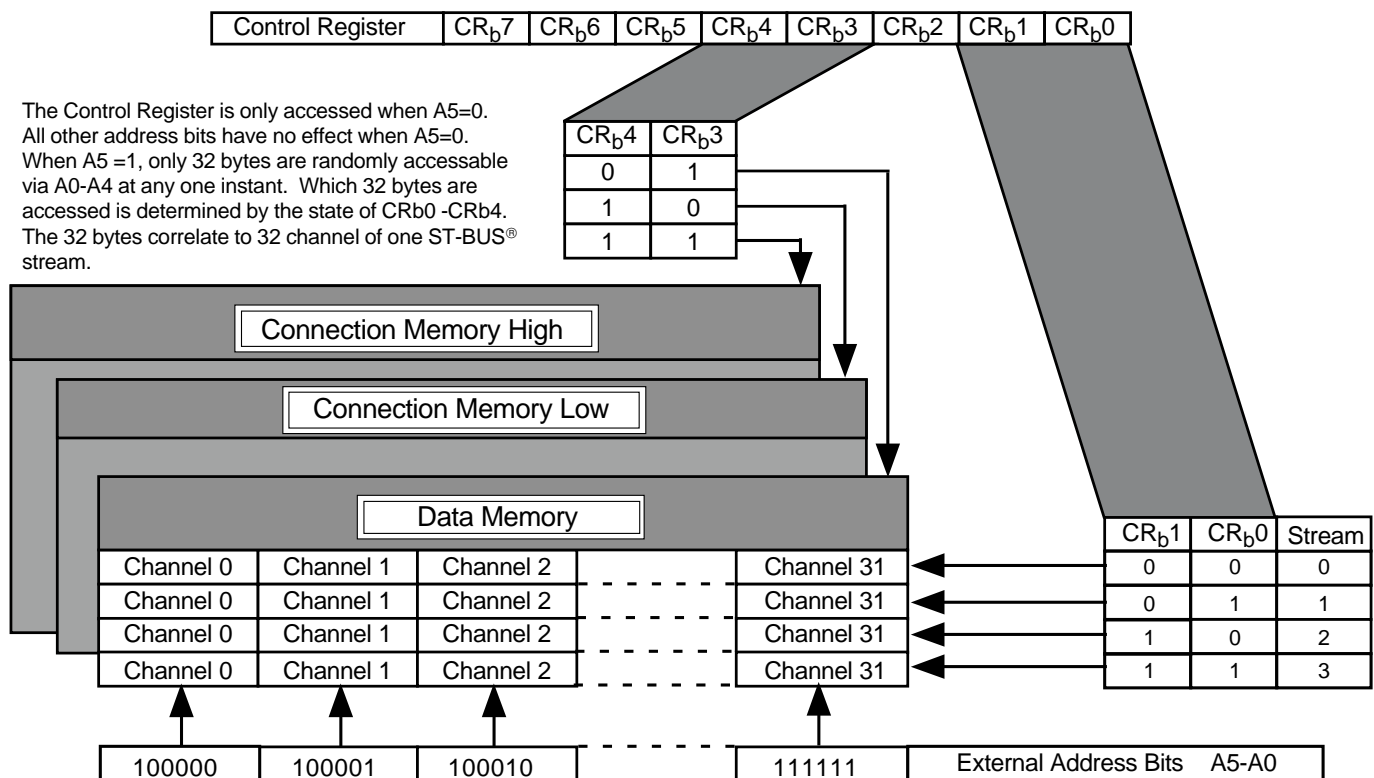 Control Register CRb7 CRb6 CRb5 CRb4 CRb3 CRb2 CRb1 CRb0
The Control Register is only accessed when A5=0.
All other address bits have no effect when A5=0.
When A5 =1, only 32 bytes are randomly accessable
via A0-A4 at any one instant. Which 32 bytes are
accessed is determined by the state of CRb0 -CRb4.
The 32 bytes correlate to 32 channel of one ST-BUS®
stream.
CRb4 CRb3
0 1
1 0
1 1
Connection Memory High
Connection Memory Low
Data Memory
Channel 0 Channel 1 Channel 2 Channel 31
Channel 0 Channel 1 Channel 2 Channel 31
Channel 0 Channel 1 Channel 2 Channel 31
Channel 0 Channel 1 Channel 2 Channel 31
CRb1 CRb0 Stream
0 0 0
0 1 1
1 0 2
1 1 3
100000 100001 100010 111111 External Address Bits A5-A0